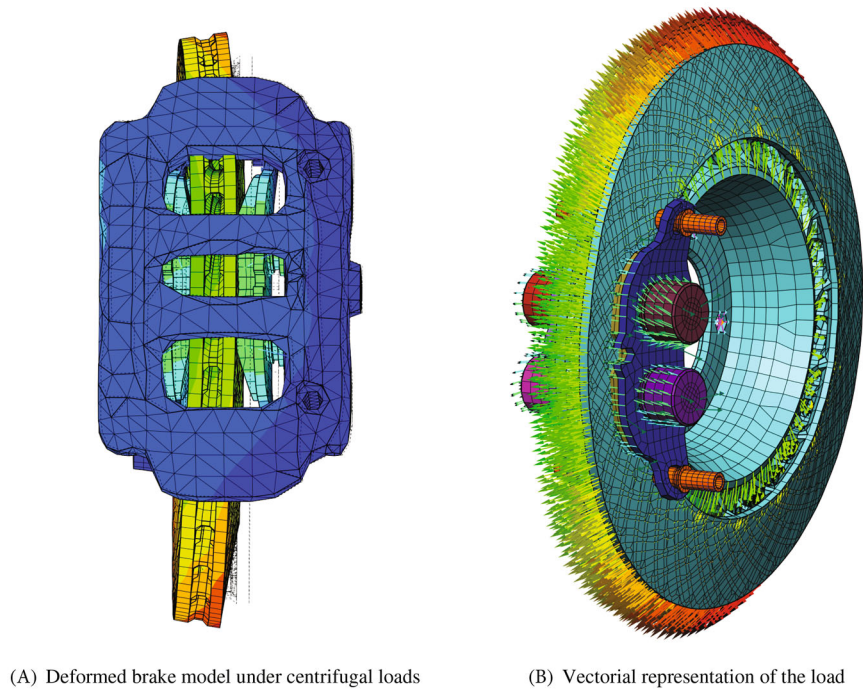 (A) Deformed brake model under centrifugal loads
(B) Vectorial representation of the load